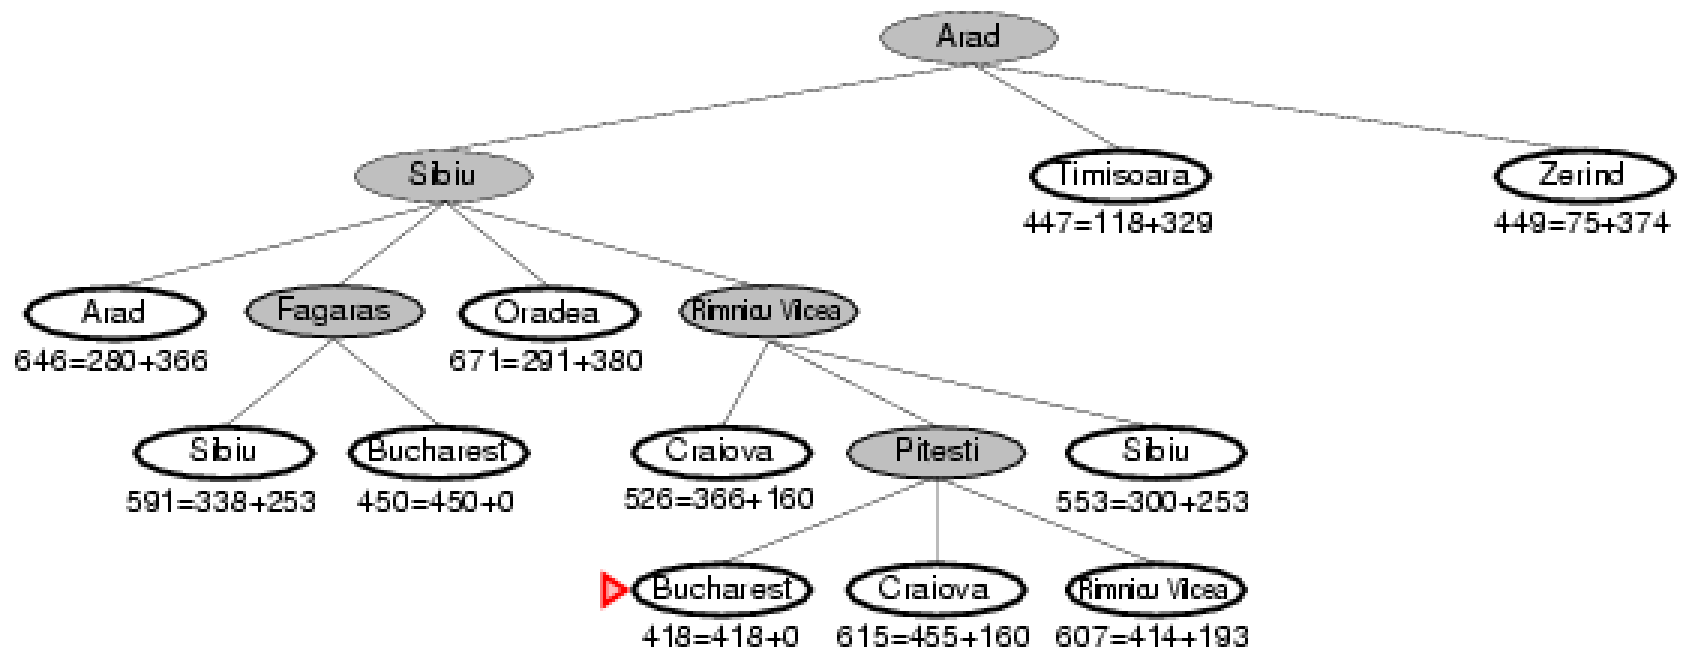 Arad
Sibiu
Timisoara
Zerind
447=118+329
449=75+374
Arad
Fagaras
Oradea
Rimnicu Vilcea
646=280+366
671=291+380
Sibiu
Bucharest
Craiova
Pitesti
Sibiu
591=338+253
450=450+0
526=366+160
553=300+253
Bucharest
Craiova
Rimnicu Vilcea
418=418+0
615=455+160
607=414+193